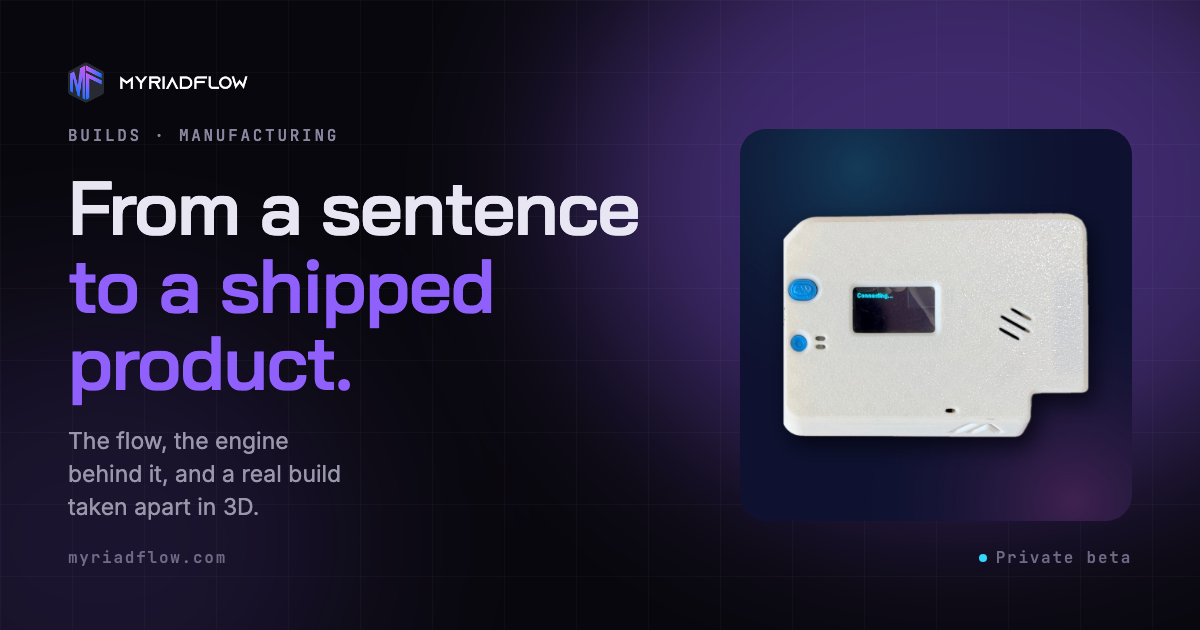 MYRIADFLOW
BUILDS · MANUFACTURING
From a sentence
to a shipped
product.
The flow, the engine
behind it, and a real build
taken apart in 3D.
myriadflow.com
Connecting...
Private beta